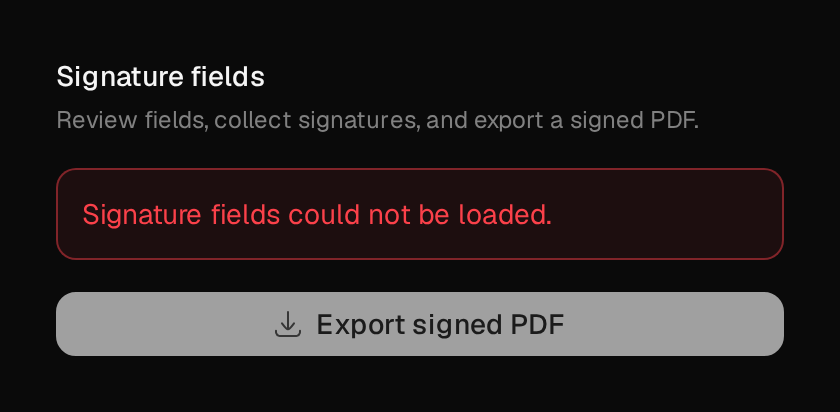 Signature fields
Review fields, collect signatures, and export a signed PDF.
Signature fields could not be loaded.
Export signed PDF